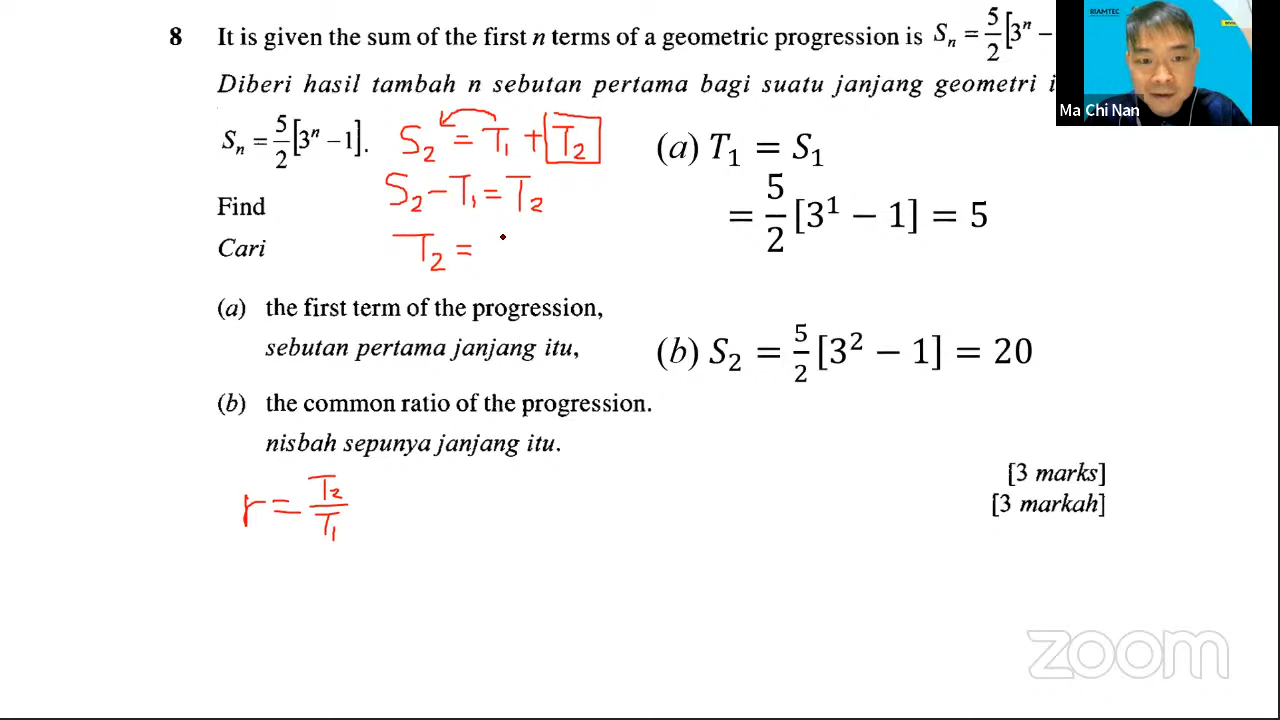 8 It is given the sum of the first n terms of a geometric progression is Sₙ = 5/2 [3ⁿ −
Diberi hasil tambah n sebutan pertama bagi suatu janjang geometri i
Sₙ = 5/2 [3ⁿ − 1].
S₂ = T₁ + T₂
S₂ − T₁ = T₂
T₂ =
Find
Cari
(a) the first term of the progression,
sebutan pertama janjang itu,
(b) the common ratio of the progression.
nisbah sepunya janjang itu.
r = T₂/T₁
(a) T₁ = S₁
= 5/2 [3¹ − 1] = 5
(b) S₂ = 5/2 [3² − 1] = 20
[3 marks]
[3 markah]
BIAMTEC
Ma Chi Nan
zoom